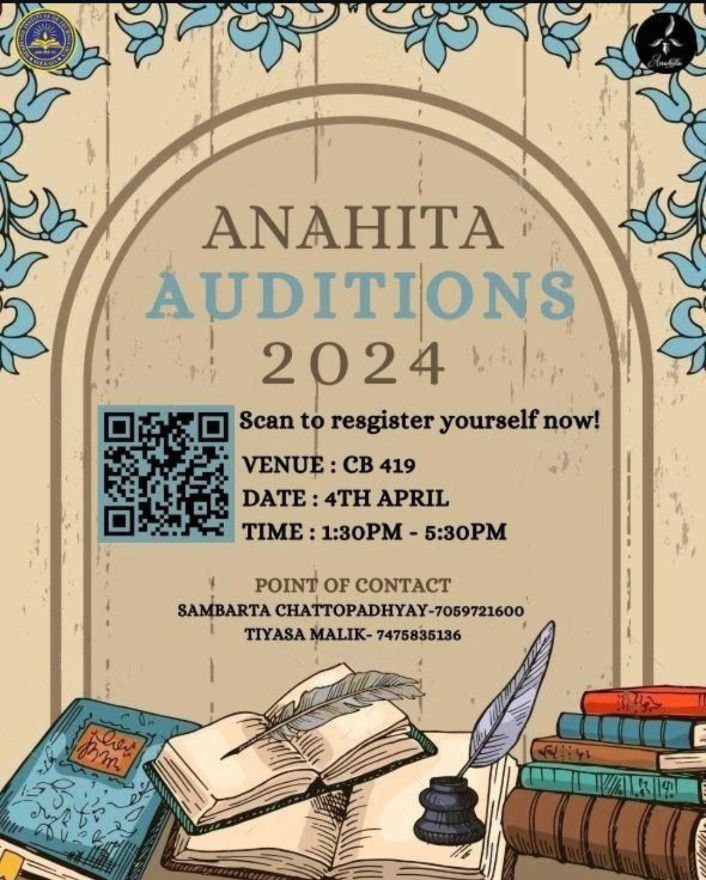 Anahita
ANAHITA
AUDITIONS
2024
Scan to resgister yourself now!
VENUE : CB 419
DATE : 4TH APRIL
TIME : 1:30PM - 5:30PM
POINT OF CONTACT
SAMBARTA CHATTOPADHYAY-7059721600
TIYASA MALIK- 7475835136